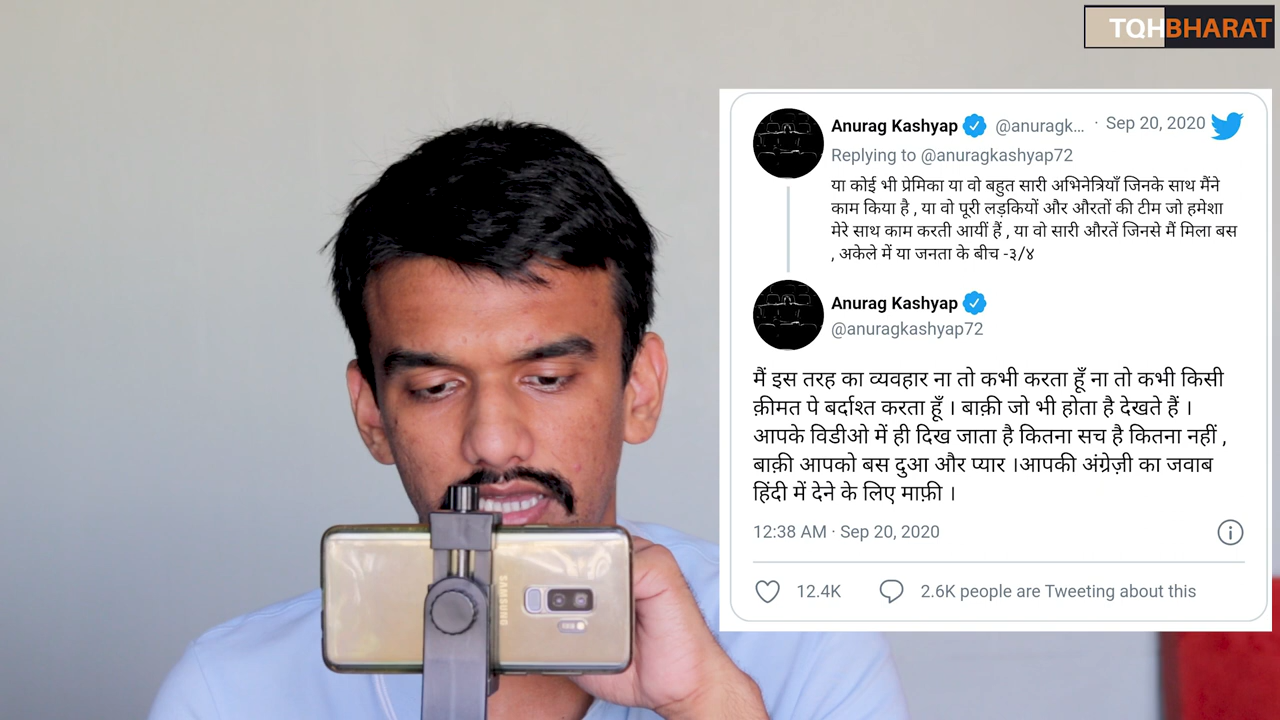 TQHBHARAT
Anurag Kashyap @anuragk... · Sep 20, 2020
Replying to @anuragkashyap72
या कोई भी प्रेमिका या वो बहुत सारी अभिनेत्रियाँ जिनके साथ मैंने
काम किया है , या वो पूरी लड़कियों और औरतों की टीम जो हमेशा
मेरे साथ काम करती आयीं हैं , या वो सारी औरतें जिनसे मैं मिला बस
, अकेले में या जनता के बीच -३/४
Anurag Kashyap
@anuragkashyap72
मैं इस तरह का व्यवहार ना तो कभी करता हूँ ना तो कभी किसी
क़ीमत पे बर्दाश्त करता हूँ । बाक़ी जो भी होता है देखते हैं ।
आपके विडीओ में ही दिख जाता है कितना सच है कितना नहीं ,
बाक़ी आपको बस दुआ और प्यार ।आपकी अंग्रेज़ी का जवाब
हिंदी में देने के लिए माफ़ी ।
12:38 AM · Sep 20, 2020
12.4K 2.6K people are Tweeting about this
SAMSUNG